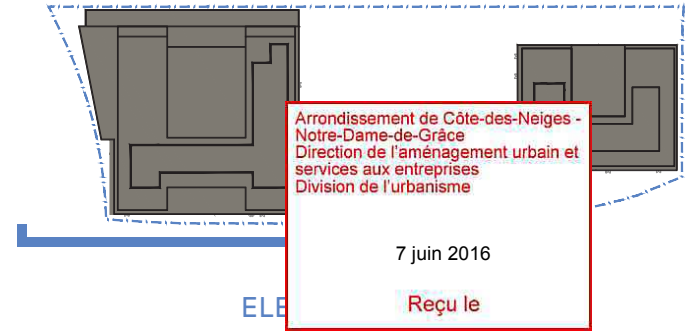 Arrondissement de Côte-des-Neiges -
Notre-Dame-de-Grâce
Direction de l'aménagement urbain et
services aux entreprises
Division de l'urbanisme
7 juin 2016
Reçu le